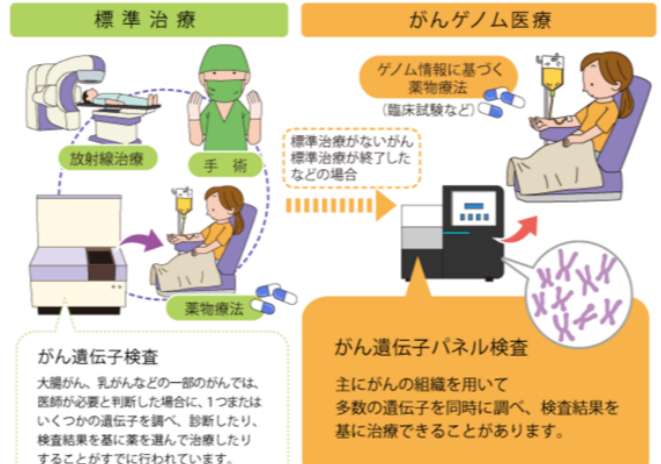 標準治療
がんゲノム医療
放射線治療
手術
薬物療法
標準治療がないがん
標準治療が終了した
などの場合
ゲノム情報に基づく
薬物療法
(臨床試験など)
がん遺伝子検査
大腸がん、乳がんなどの一部のがんでは、
医師が必要と判断した場合に、1つまたは
いくつかの遺伝子を調べ、診断したり、
検査結果を基に薬を選んで治療したり
することがすでに行われています。
がん遺伝子パネル検査
主にがんの組織を用いて
多数の遺伝子を同時に調べ、検査結果を
基に治療できることがあります。